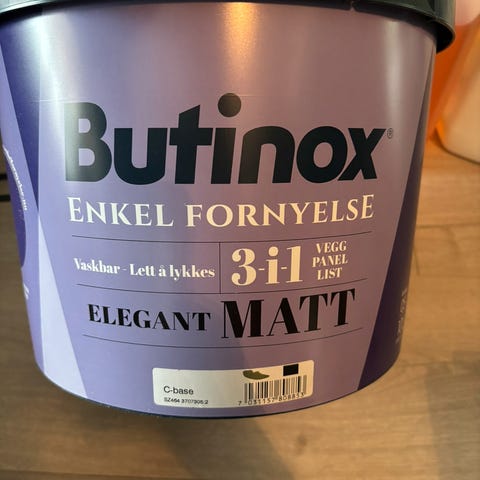 Butinox®
ENKEL FORNYELSE
Vaskbar - Lett å lykkes
3-i-1
VEGG
PANEL
LIST
ELEGANT MATT
C-base